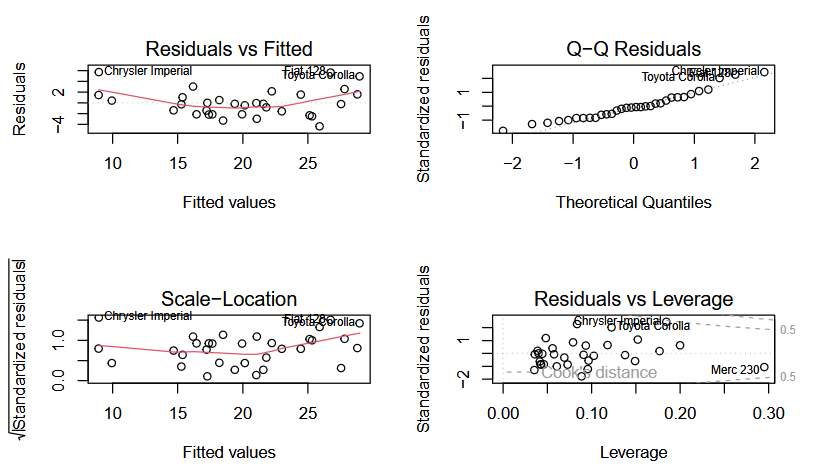 Residuals vs Fitted
Residuals
−4 2
Chrysler Imperial
Fiat 128
Toyota Corolla
10 15 20 25
Fitted values
Q−Q Residuals
Standardized residuals
−1 1
Chrysler Imperial
Fiat 128
Toyota Corolla
−2 −1 0 1 2
Theoretical Quantiles
Scale−Location
√|Standardized residuals|
0.0 1.0
Chrysler Imperial
Fiat 128
Toyota Corolla
10 15 20 25
Fitted values
Residuals vs Leverage
Standardized residuals
−2 1
Chrysler Imperial
Toyota Corolla
Merc 230
Cook's distance
0.5
0.5
0.00 0.10 0.20 0.30
Leverage